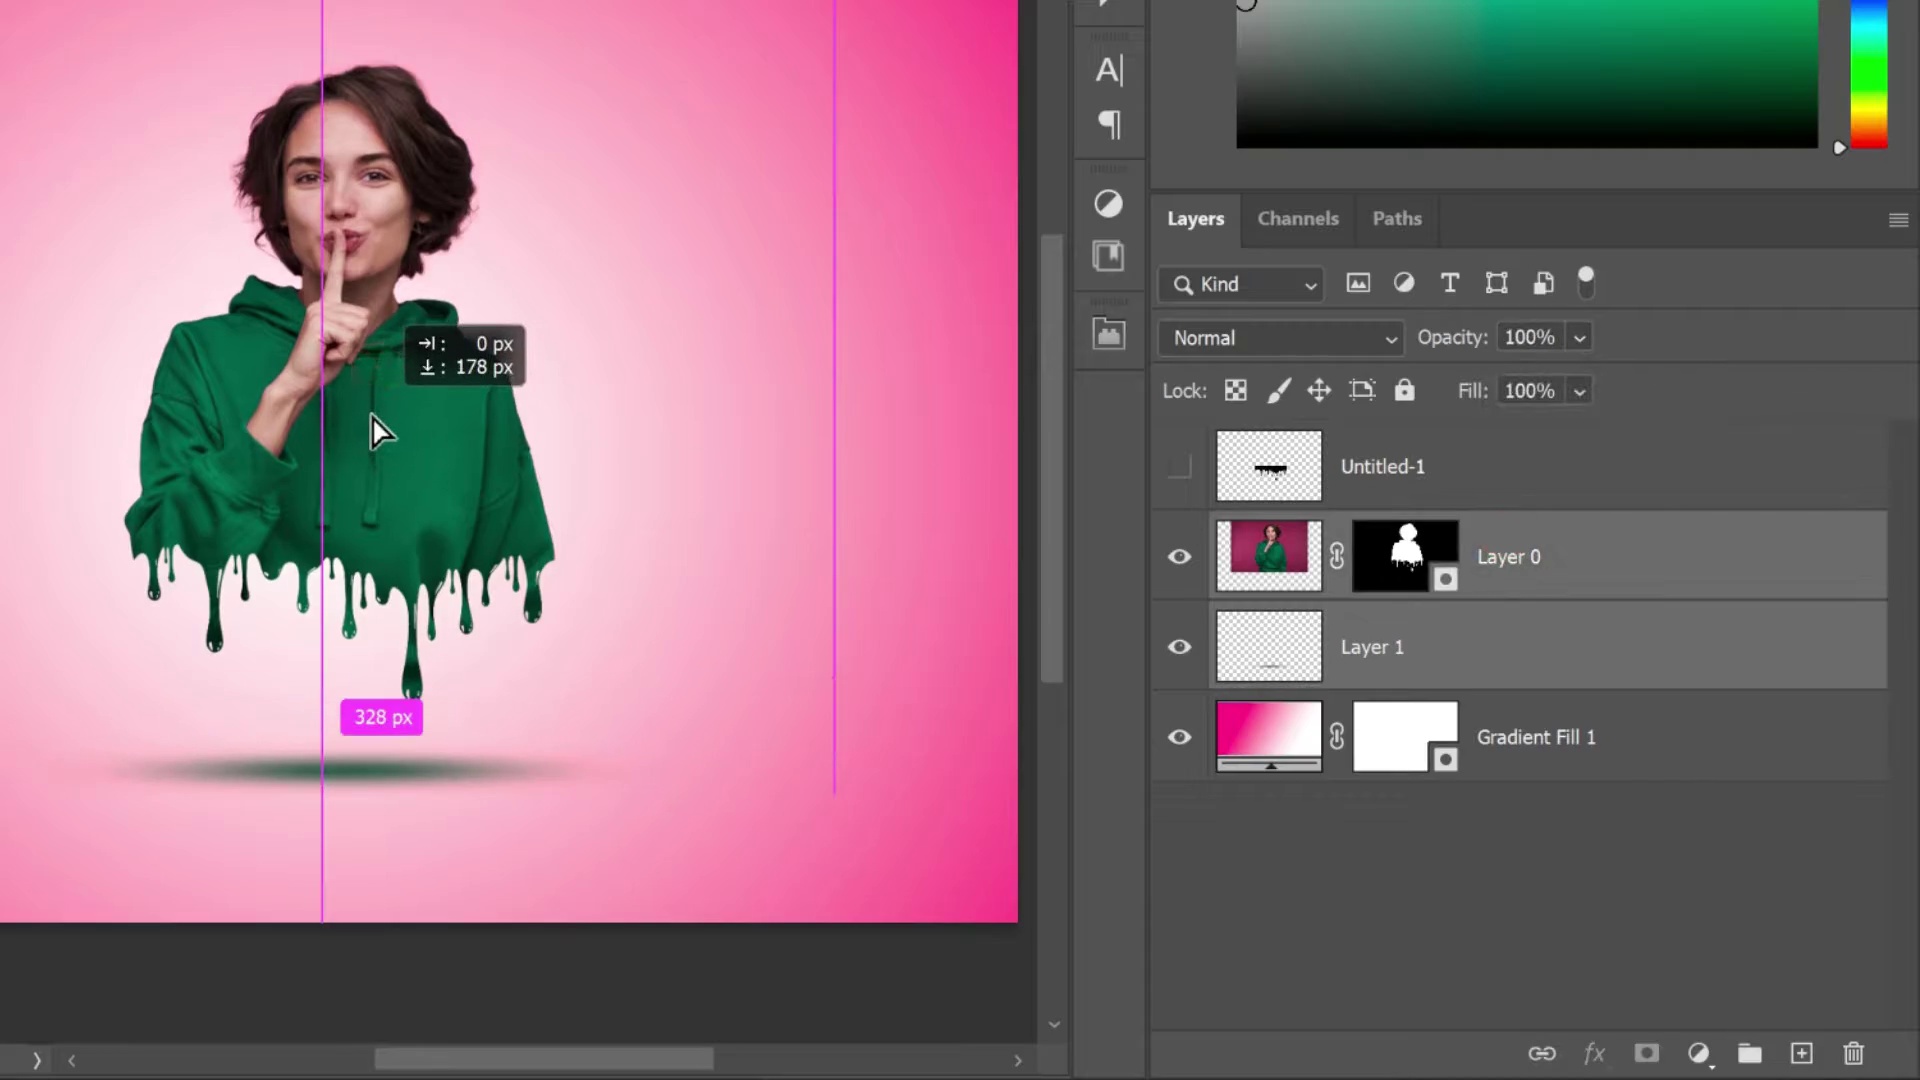 A|
Layers Channels Paths
Kind
T
Normal Opacity: 100%
Lock: Fill: 100%
: 0 px
: 178 px
Untitled-1
Layer 0
Layer 1
328 px
Gradient Fill 1
fx